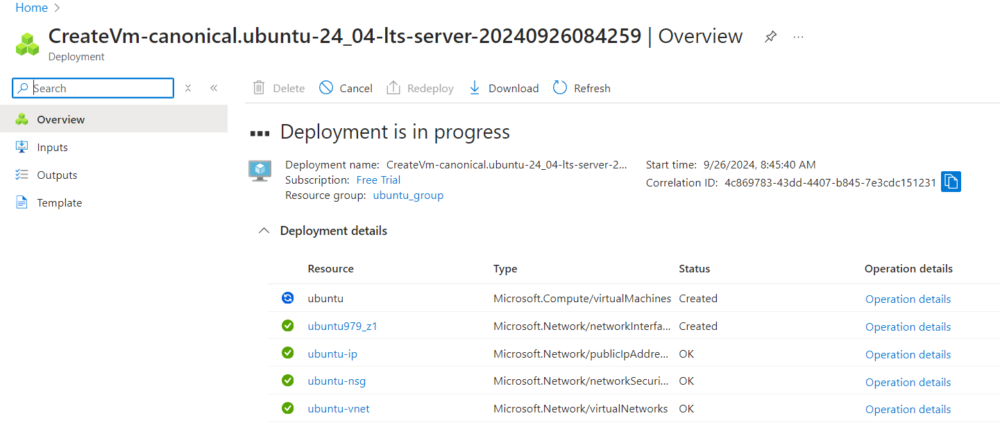 Home
CreateVm-canonical.ubuntu-24_04-lts-server-20240926084259 | Overview
Deployment
Search
Overview
Inputs
Outputs
Template
Delete Cancel Redeploy Download Refresh
Deployment is in progress
Deployment name: CreateVm-canonical.ubuntu-24_04-lts-server-2...
Subscription: Free Trial
Resource group: ubuntu_group
Start time: 9/26/2024, 8:45:40 AM
Correlation ID: 4c869783-43dd-4407-b845-7e3cdc151231
Deployment details
Resource Type Status Operation details
ubuntu Microsoft.Compute/virtualMachines Created Operation details
ubuntu979_z1 Microsoft.Network/networkInterfa... Created Operation details
ubuntu-ip Microsoft.Network/publicIpAddre... OK Operation details
ubuntu-nsg Microsoft.Network/networkSecuri... OK Operation details
ubuntu-vnet Microsoft.Network/virtualNetworks OK Operation details